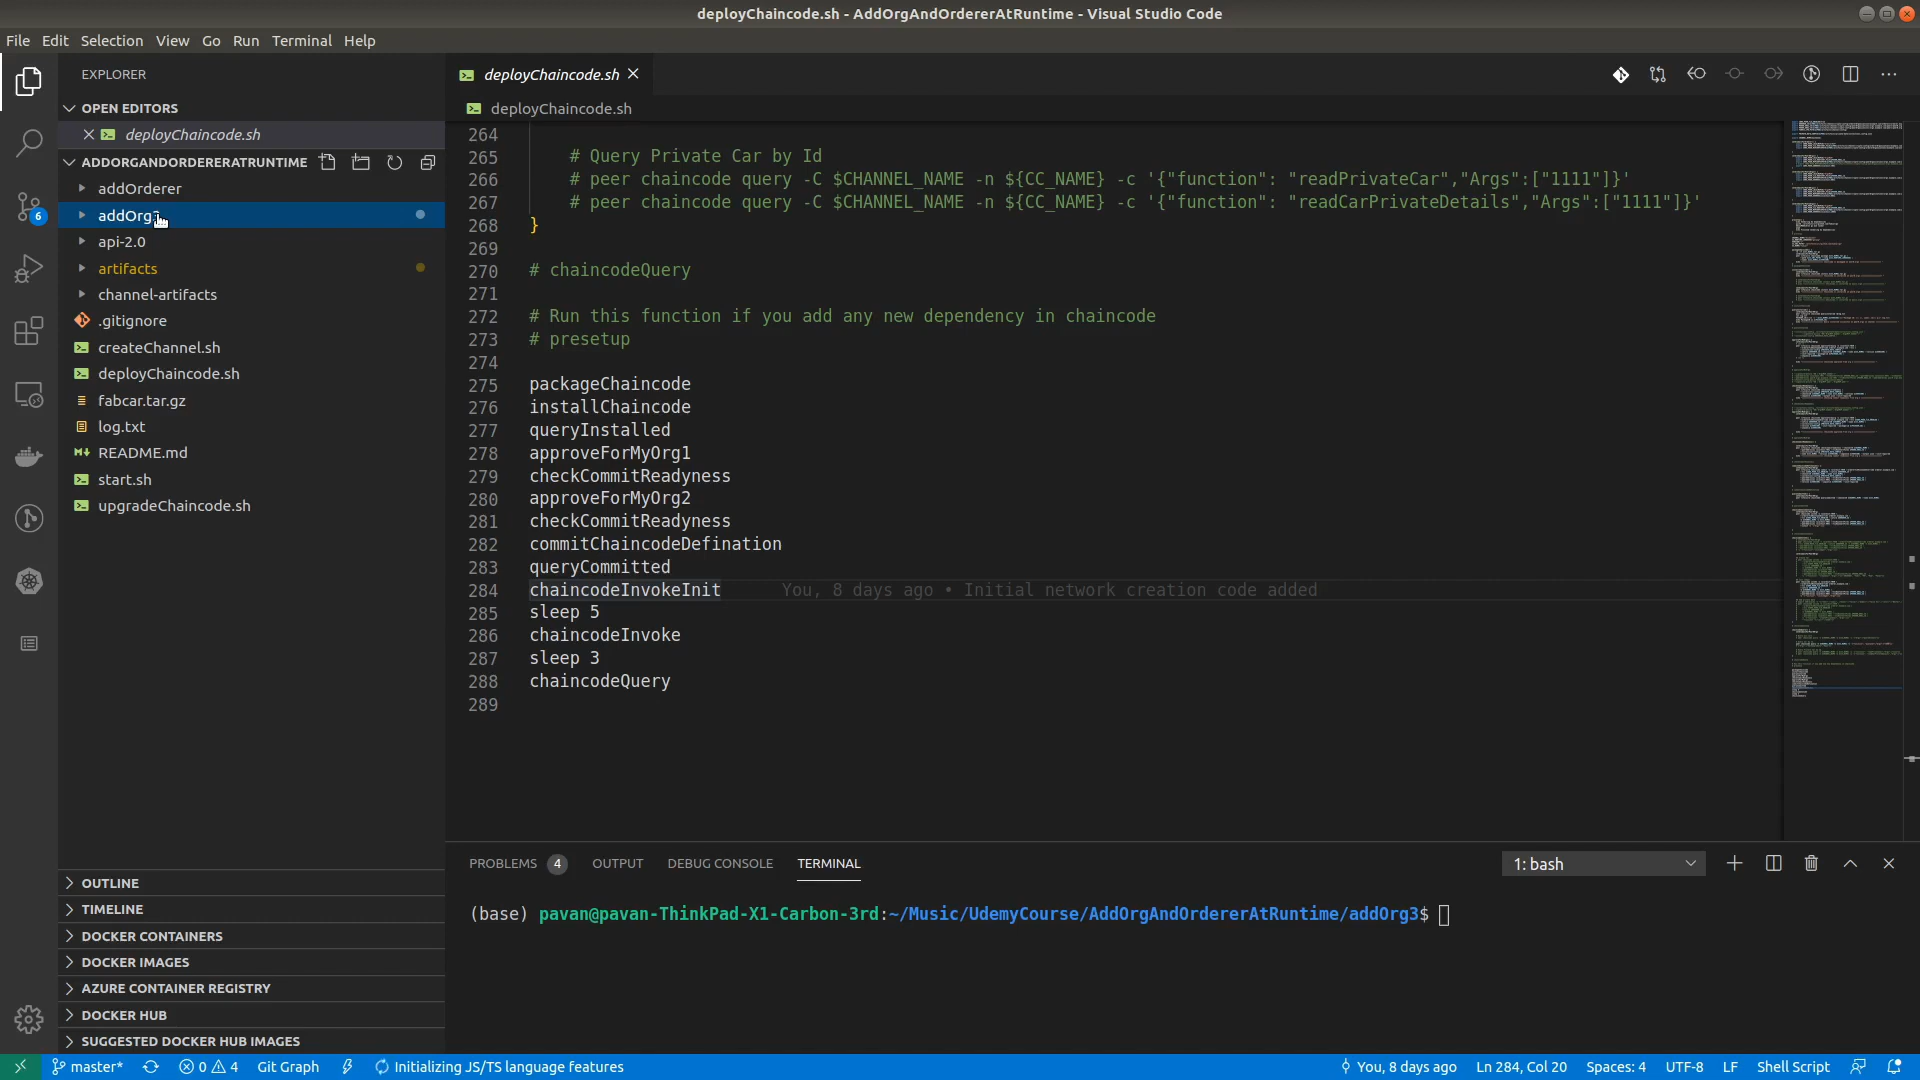 deployChaincode.sh - AddOrgAndOrdererAtRuntime - Visual Studio Code
File Edit Selection View Go Run Terminal Help
EXPLORER
OPEN EDITORS
deployChaincode.sh
ADDORGANDORDERERATRUNTIME
addOrderer
addOrg3
api-2.0
artifacts
channel-artifacts
.gitignore
createChannel.sh
deployChaincode.sh
fabcar.tar.gz
log.txt
README.md
start.sh
upgradeChaincode.sh
OUTLINE
TIMELINE
DOCKER CONTAINERS
DOCKER IMAGES
AZURE CONTAINER REGISTRY
DOCKER HUB
SUGGESTED DOCKER HUB IMAGES
6
deployChaincode.sh
deployChaincode.sh
264
265 # Query Private Car by Id
266 # peer chaincode query -C $CHANNEL_NAME -n ${CC_NAME} -c '{"function": "readPrivateCar","Args":["1111"]}'
267 # peer chaincode query -C $CHANNEL_NAME -n ${CC_NAME} -c '{"function": "readCarPrivateDetails","Args":["1111"]}'
268 }
269
270 # chaincodeQuery
271
272 # Run this function if you add any new dependency in chaincode
273 # presetup
274
275 packageChaincode
276 installChaincode
277 queryInstalled
278 approveForMyOrg1
279 checkCommitReadyness
280 approveForMyOrg2
281 checkCommitReadyness
282 commitChaincodeDefination
283 queryCommitted
284 chaincodeInvokeInit You, 8 days ago • Initial network creation code added
285 sleep 5
286 chaincodeInvoke
287 sleep 3
288 chaincodeQuery
289
PROBLEMS 4 OUTPUT DEBUG CONSOLE TERMINAL 1: bash
(base) pavan@pavan-ThinkPad-X1-Carbon-3rd:~/Music/UdemyCourse/AddOrgAndOrdererAtRuntime/addOrg3$
master* 0 4 Git Graph Initializing JS/TS language features You, 8 days ago Ln 284, Col 20 Spaces: 4 UTF-8 LF Shell Script